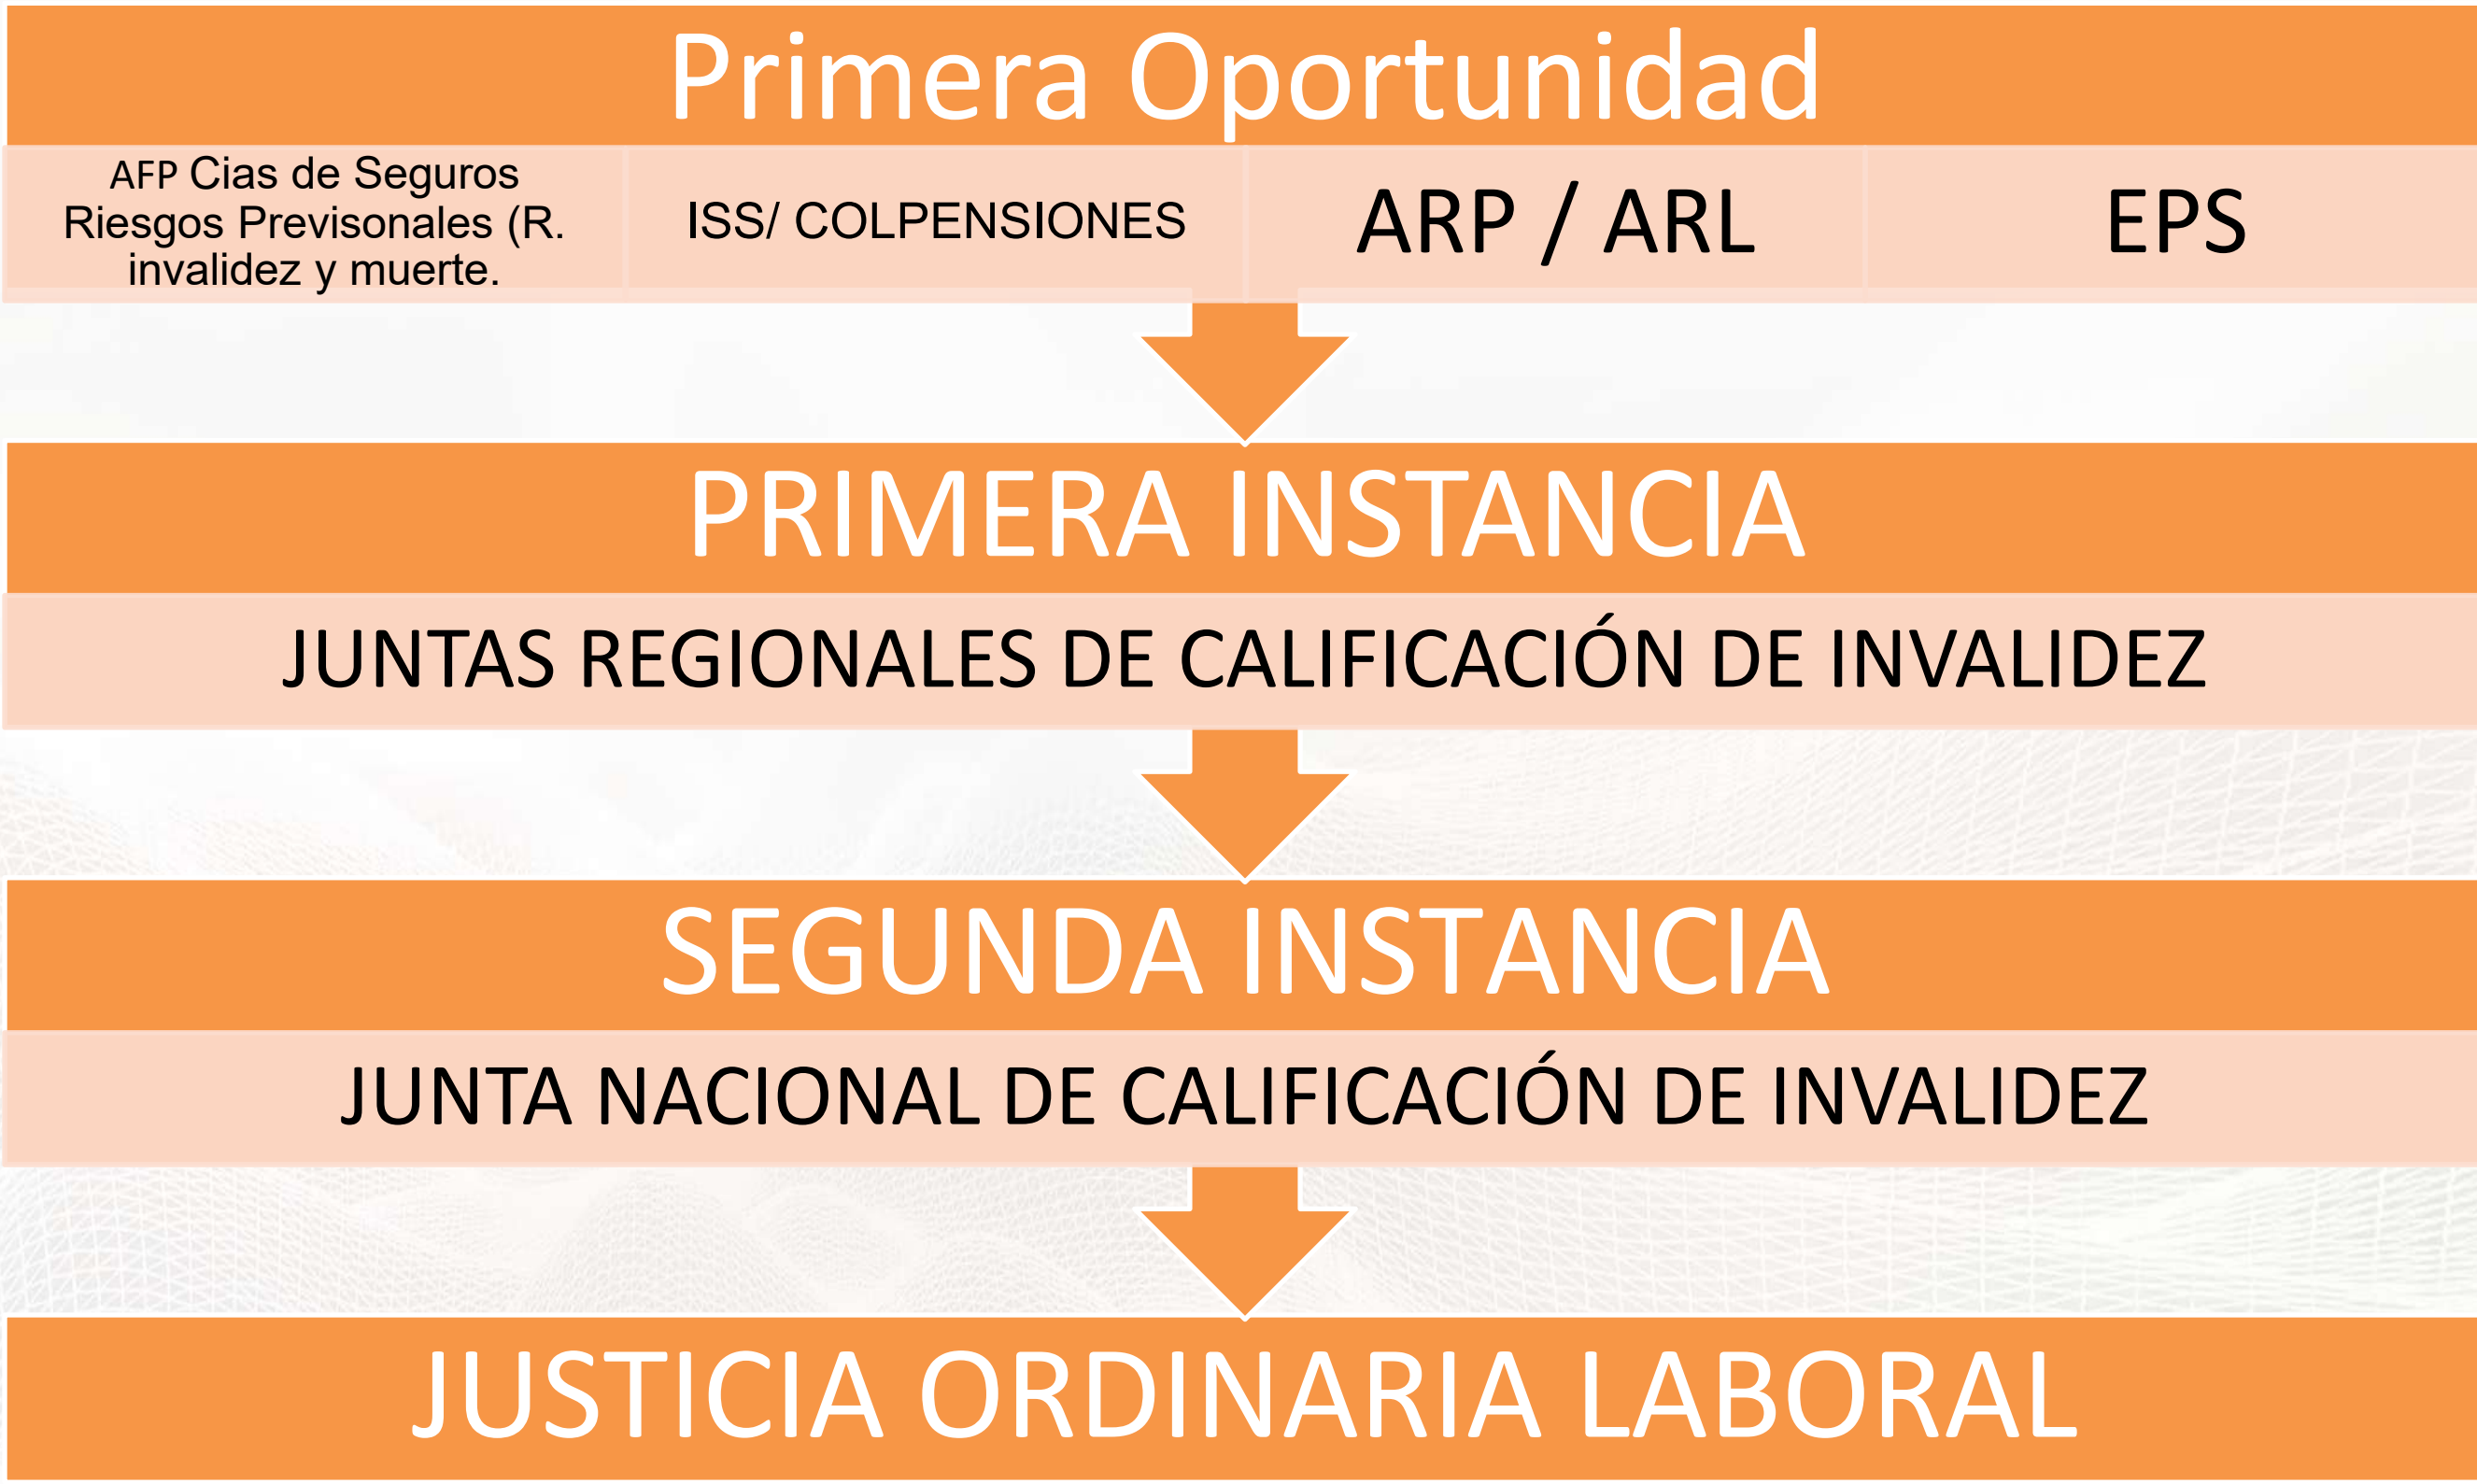 Primera Oportunidad
AFP Cias de Seguros
Riesgos Previsonales (R.
invalidez y muerte.
ISS/ COLPENSIONES
ARP / ARL
EPS
PRIMERA INSTANCIA
JUNTAS REGIONALES DE CALIFICACIÓN DE INVALIDEZ
SEGUNDA INSTANCIA
JUNTA NACIONAL DE CALIFICACIÓN DE INVALIDEZ
JUSTICIA ORDINARIA LABORAL